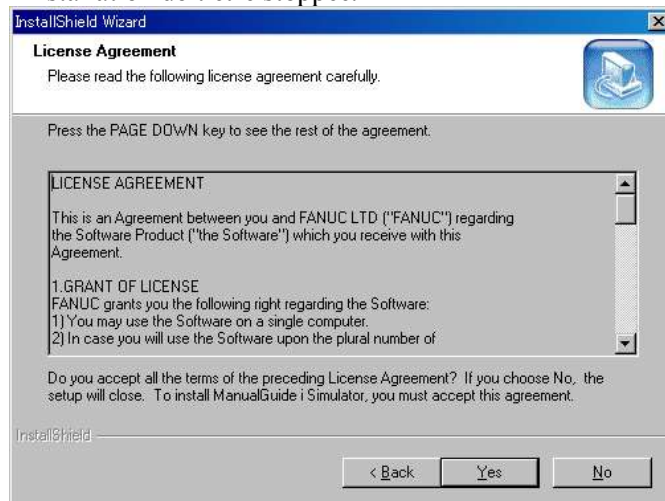 InstallShield Wizard
License Agreement
Please read the following license agreement carefully.
Press the PAGE DOWN key to see the rest of the agreement.
LICENSE AGREEMENT
This is an Agreement between you and FANUC LTD ("FANUC") regarding
the Software Product ("the Software") which you receive with this
Agreement.
1.GRANT OF LICENSE
FANUC grants you the following right regarding the Software:
1) You may use the Software on a single computer.
2) In case you will use the Software upon the plural number of
Do you accept all the terms of the preceding License Agreement? If you choose No, the
setup will close. To install ManualGuide i Simulator, you must accept this agreement.
InstallShield
< Back Yes No